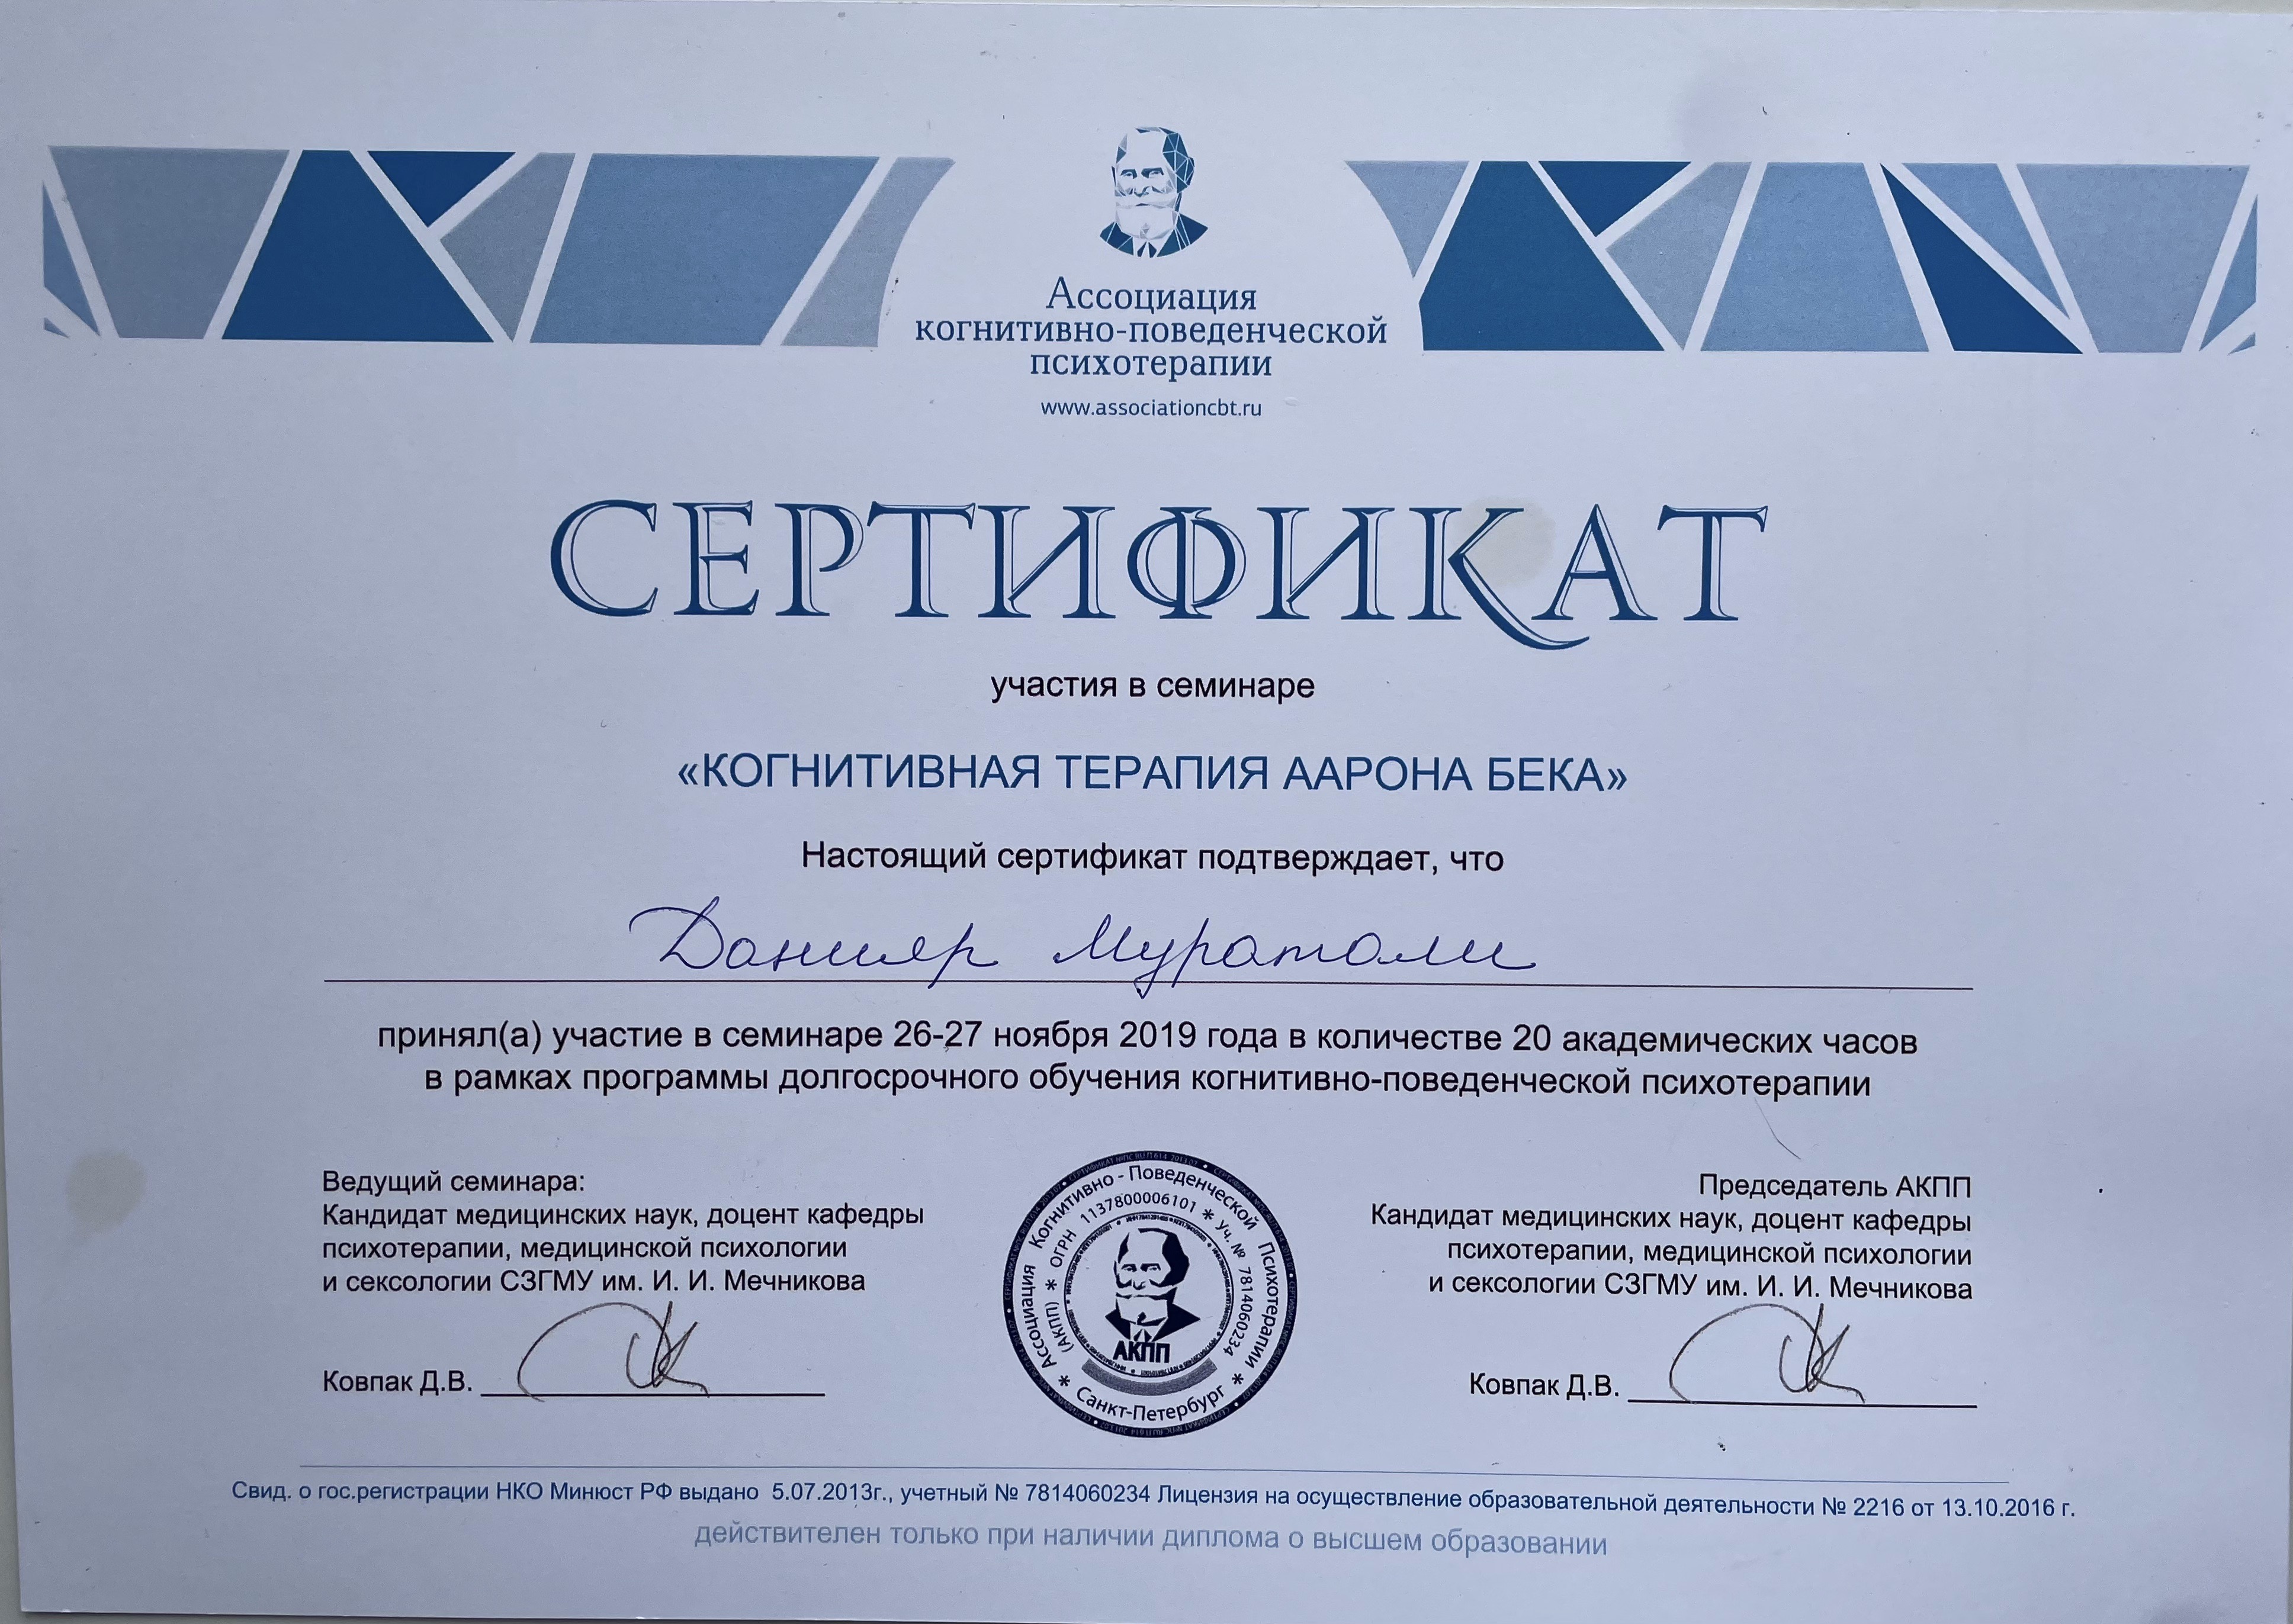 Ассоциация
когнитивно-поведенческой
психотерапии
www.associationcbt.ru
СЕРТИФИКАТ
участия в семинаре
«КОГНИТИВНАЯ ТЕРАПИЯ ААРОНА БЕКА»
Настоящий сертификат подтверждает, что
Данияр Муратали
принял(а) участие в семинаре 26-27 ноября 2019 года в количестве 20 академических часов
в рамках программы долгосрочного обучения когнитивно-поведенческой психотерапии
Ведущий семинара:
Кандидат медицинских наук, доцент кафедры
психотерапии, медицинской психологии
и сексологии СЗГМУ им. И. И. Мечникова
Ковпак Д.В.
Ассоциация Когнитивно - Поведенческой Психотерапии
(АКПП) * ОГРН 1137800006101 * Уч. № 7814060234
АКПП
* Санкт-Петербург *
Председатель АКПП
Кандидат медицинских наук, доцент кафедры
психотерапии, медицинской психологии
и сексологии СЗГМУ им. И. И. Мечникова
Ковпак Д.В.
Свид. о гос.регистрации НКО Минюст РФ выдано 5.07.2013г., учетный № 7814060234 Лицензия на осуществление образовательной деятельности № 2216 от 13.10.2016 г.
действителен только при наличии диплома о высшем образовании